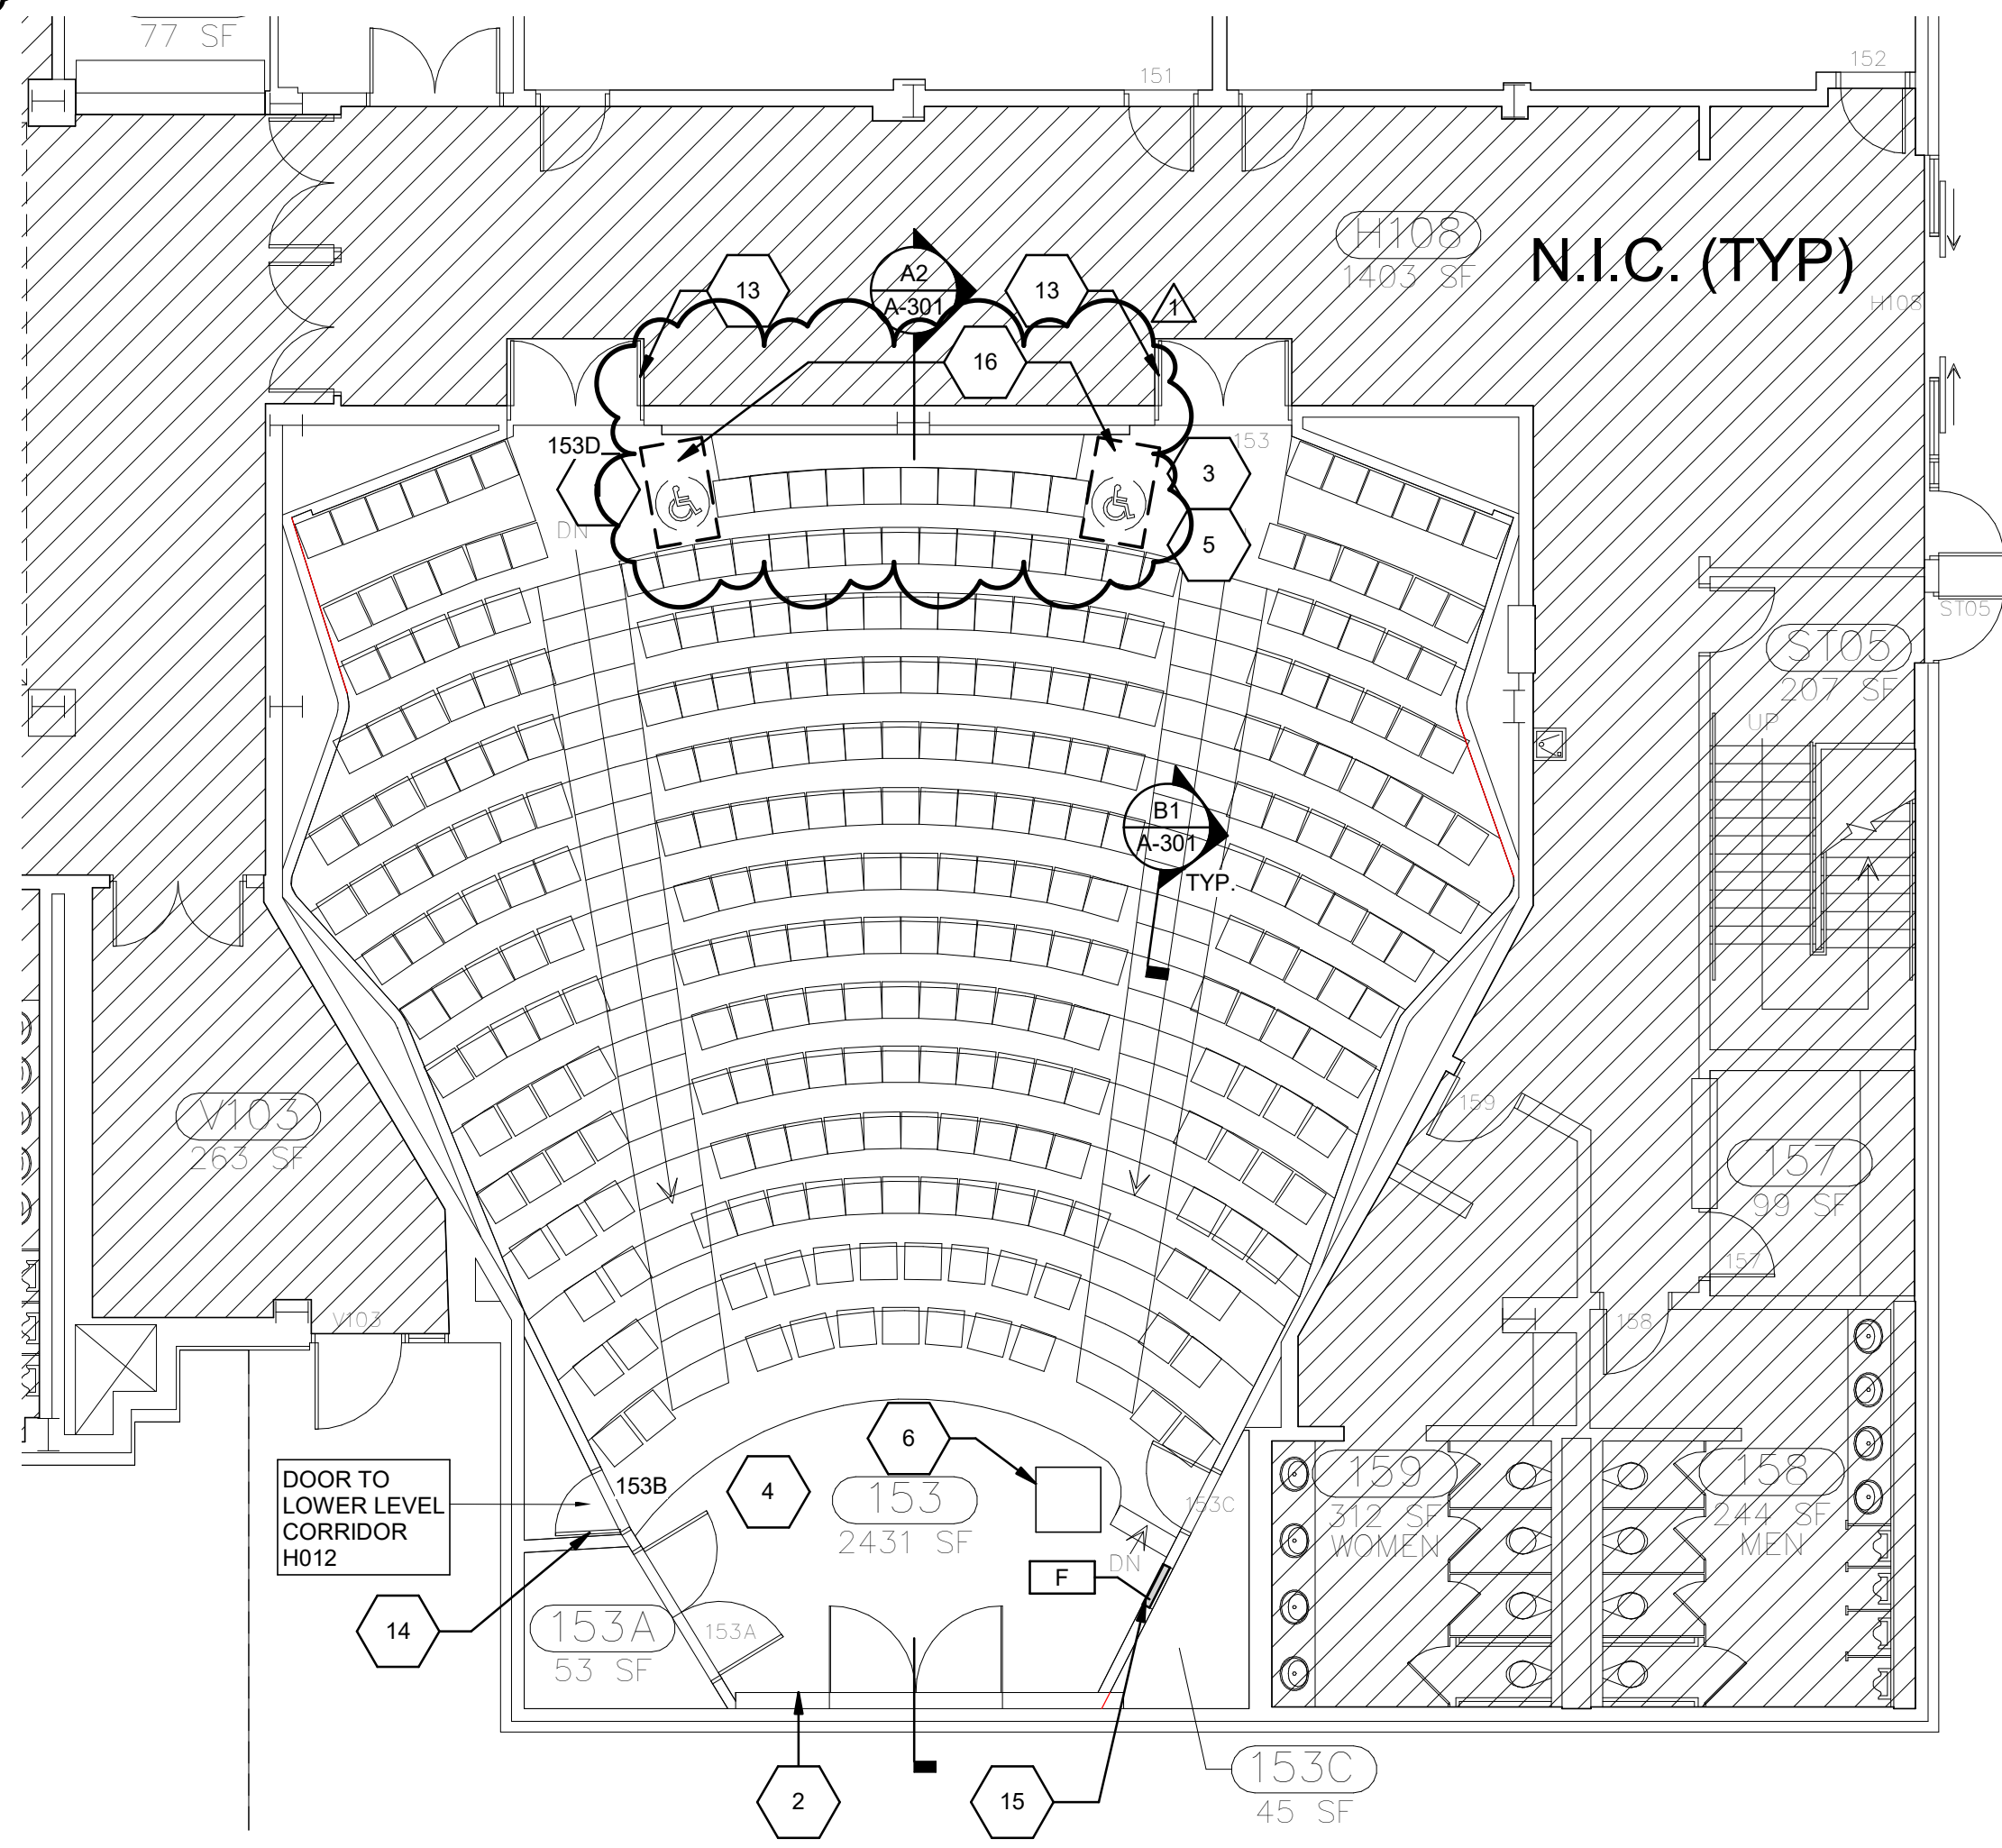 77 SF
151
152
H108
1403 SF
N.I.C. (TYP)
H108
13
A2
A-301
13
1
16
153D
153
3
DN
5
ST05
ST05
207 SF
UP
B1
A-301
TYP.
V103
263 SF
159
157
99 SF
157
V103
158
6
DOOR TO
LOWER LEVEL
CORRIDOR
H012
153B
4
153
2431 SF
153C
159
312 SF
WOMEN
158
244 SF
MEN
DN
F
14
153A
53 SF
153A
2
15
153C
45 SF